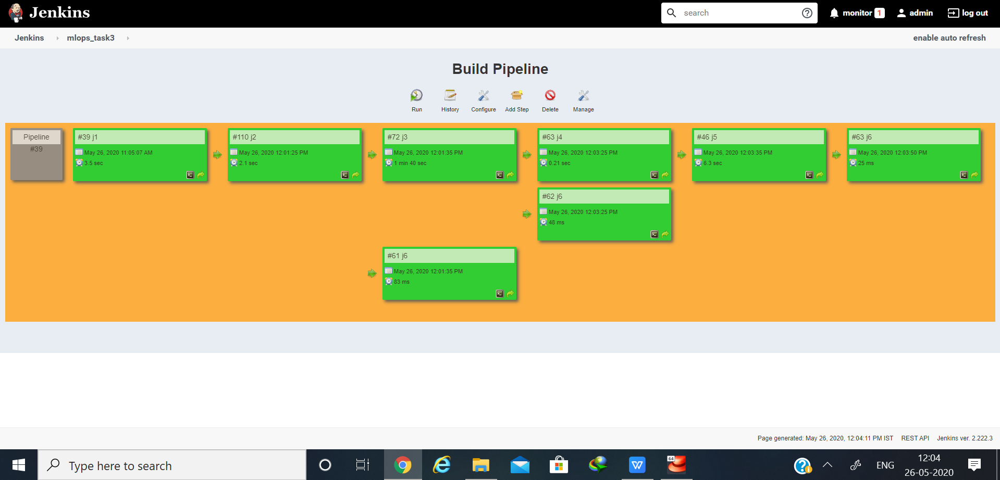 Jenkins
search
monitor 1
admin
log out
Jenkins
mlops_task3
enable auto refresh
Build Pipeline
Run
History
Configure
Add Step
Delete
Manage
Pipeline
#39
#39 j1
May 26, 2020 11:05:07 AM
3.5 sec
#110 j2
May 26, 2020 12:01:25 PM
2.1 sec
#72 j3
May 26, 2020 12:01:35 PM
1 min 40 sec
#63 j4
May 26, 2020 12:03:25 PM
0.21 sec
#46 j5
May 26, 2020 12:03:35 PM
6.3 sec
#63 j6
May 26, 2020 12:03:50 PM
25 ms
#62 j6
May 26, 2020 12:03:25 PM
48 ms
#61 j6
May 26, 2020 12:01:35 PM
83 ms
Page generated: May 26, 2020, 12:04:11 PM IST
REST API
Jenkins ver. 2.222.3
Type here to search
64
ENG
12:04
26-05-2020